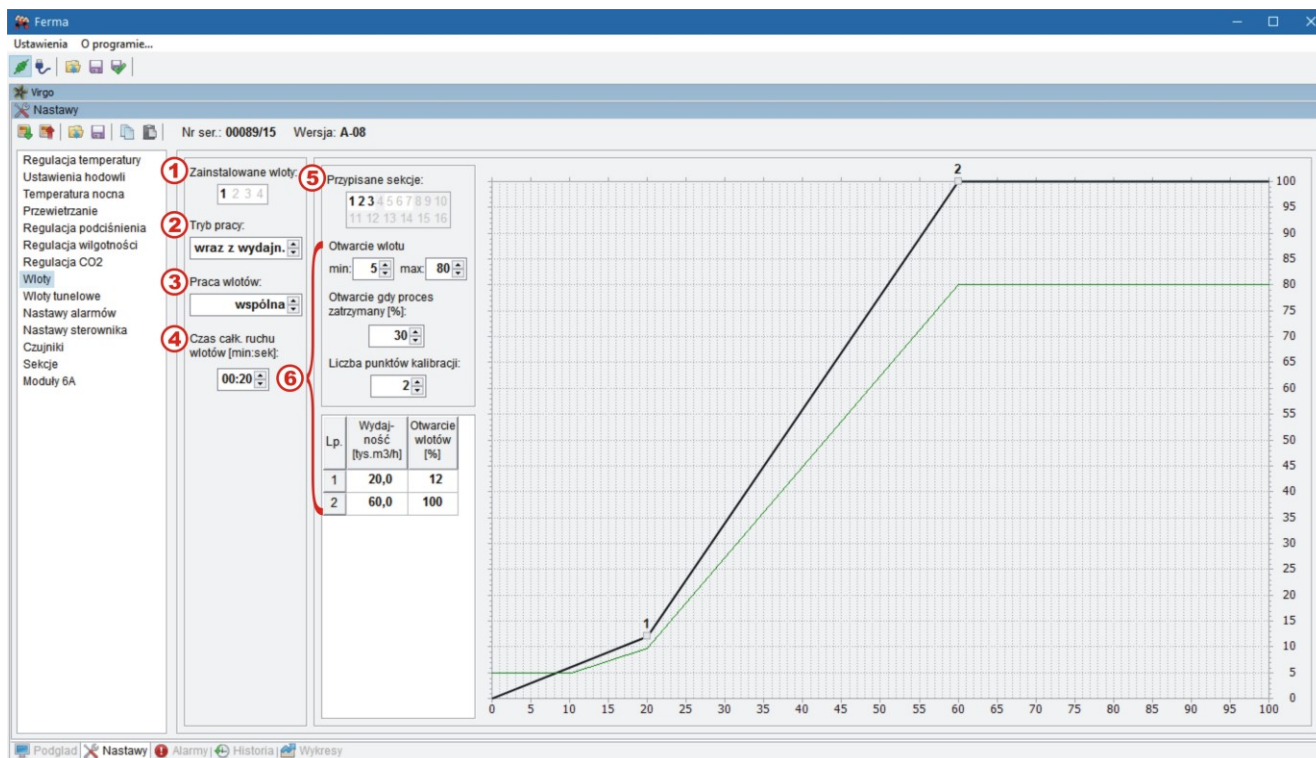 Ferma
Ustawienia O programie...
Virgo
Nastawy
Nr ser.: 00089/15 Wersja: A-08
Regulacja temperatury
Ustawienia hodowli
Temperatura nocna
Przewietrzanie
Regulacja podciśnienia
Regulacja wilgotności
Regulacja CO2
Wloty
Wloty tunelowe
Nastawy alarmów
Nastawy sterownika
Czujniki
Sekcje
Moduły 6A
1 Zainstalowane wloty:
1 2 3 4
2 Tryb pracy:
wraz z wydajn.
3 Praca wlotów:
wspólna
4 Czas całk. ruchu
wlotów [min:sek]:
00:20
5 Przypisane sekcje:
1 2 3 4 5 6 7 8 9 10
11 12 13 14 15 16
6
Otwarcie wlotu
min: 5 max: 80
Otwarcie gdy proces
zatrzymany [%]:
30
Liczba punktów kalibracji:
2
Lp. Wydaj- Otwarcie
ność wlotów
[tys.m3/h] [%]
1 20,0 12
2 60,0 100
2
1
100
95
90
85
80
75
70
65
60
55
50
45
40
35
30
25
20
15
10
5
0
0 5 10 15 20 25 30 35 40 45 50 55 60 65 70 75 80 85 90 95 100
Podgląd Nastawy Alarmy Historia Wykresy